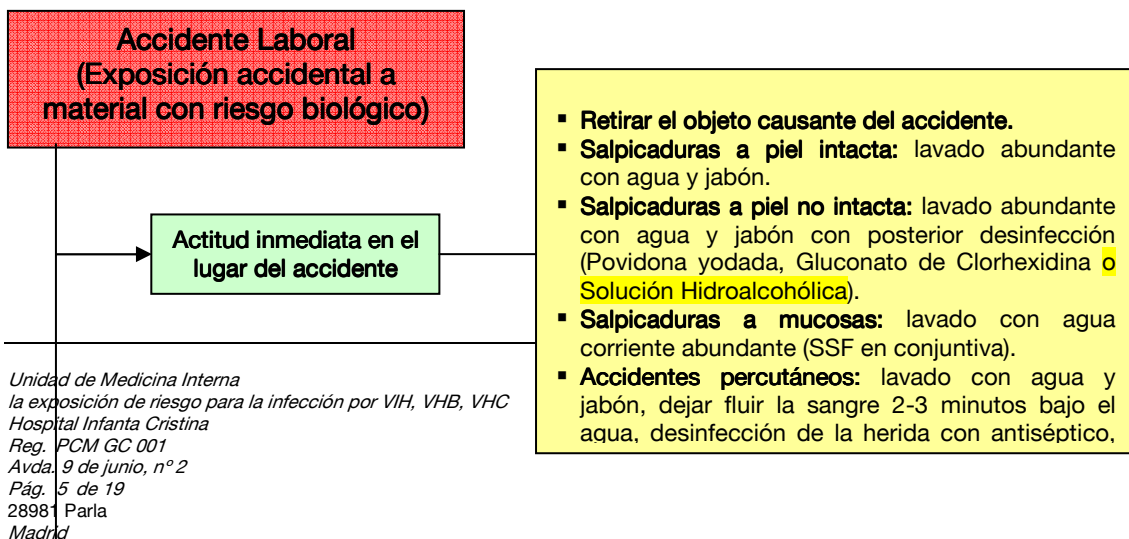 Accidente Laboral
(Exposición accidental a
material con riesgo biológico)
Actitud inmediata en el
lugar del accidente
▪ Retirar el objeto causante del accidente.
▪ Salpicaduras a piel intacta: lavado abundante
con agua y jabón.
▪ Salpicaduras a piel no intacta: lavado abundante
con agua y jabón con posterior desinfección
(Povidona yodada, Gluconato de Clorhexidina o
Solución Hidroalcohólica).
▪ Salpicaduras a mucosas: lavado con agua
corriente abundante (SSF en conjuntiva).
▪ Accidentes percutáneos: lavado con agua y
jabón, dejar fluir la sangre 2-3 minutos bajo el
agua, desinfección de la herida con antiséptico,
Unidad de Medicina Interna
la exposición de riesgo para la infección por VIH, VHB, VHC
Hospital Infanta Cristina
Reg. PCM GC 001
Avda. 9 de junio, nº 2
Pág. 5 de 19
28981 Parla
Madrid